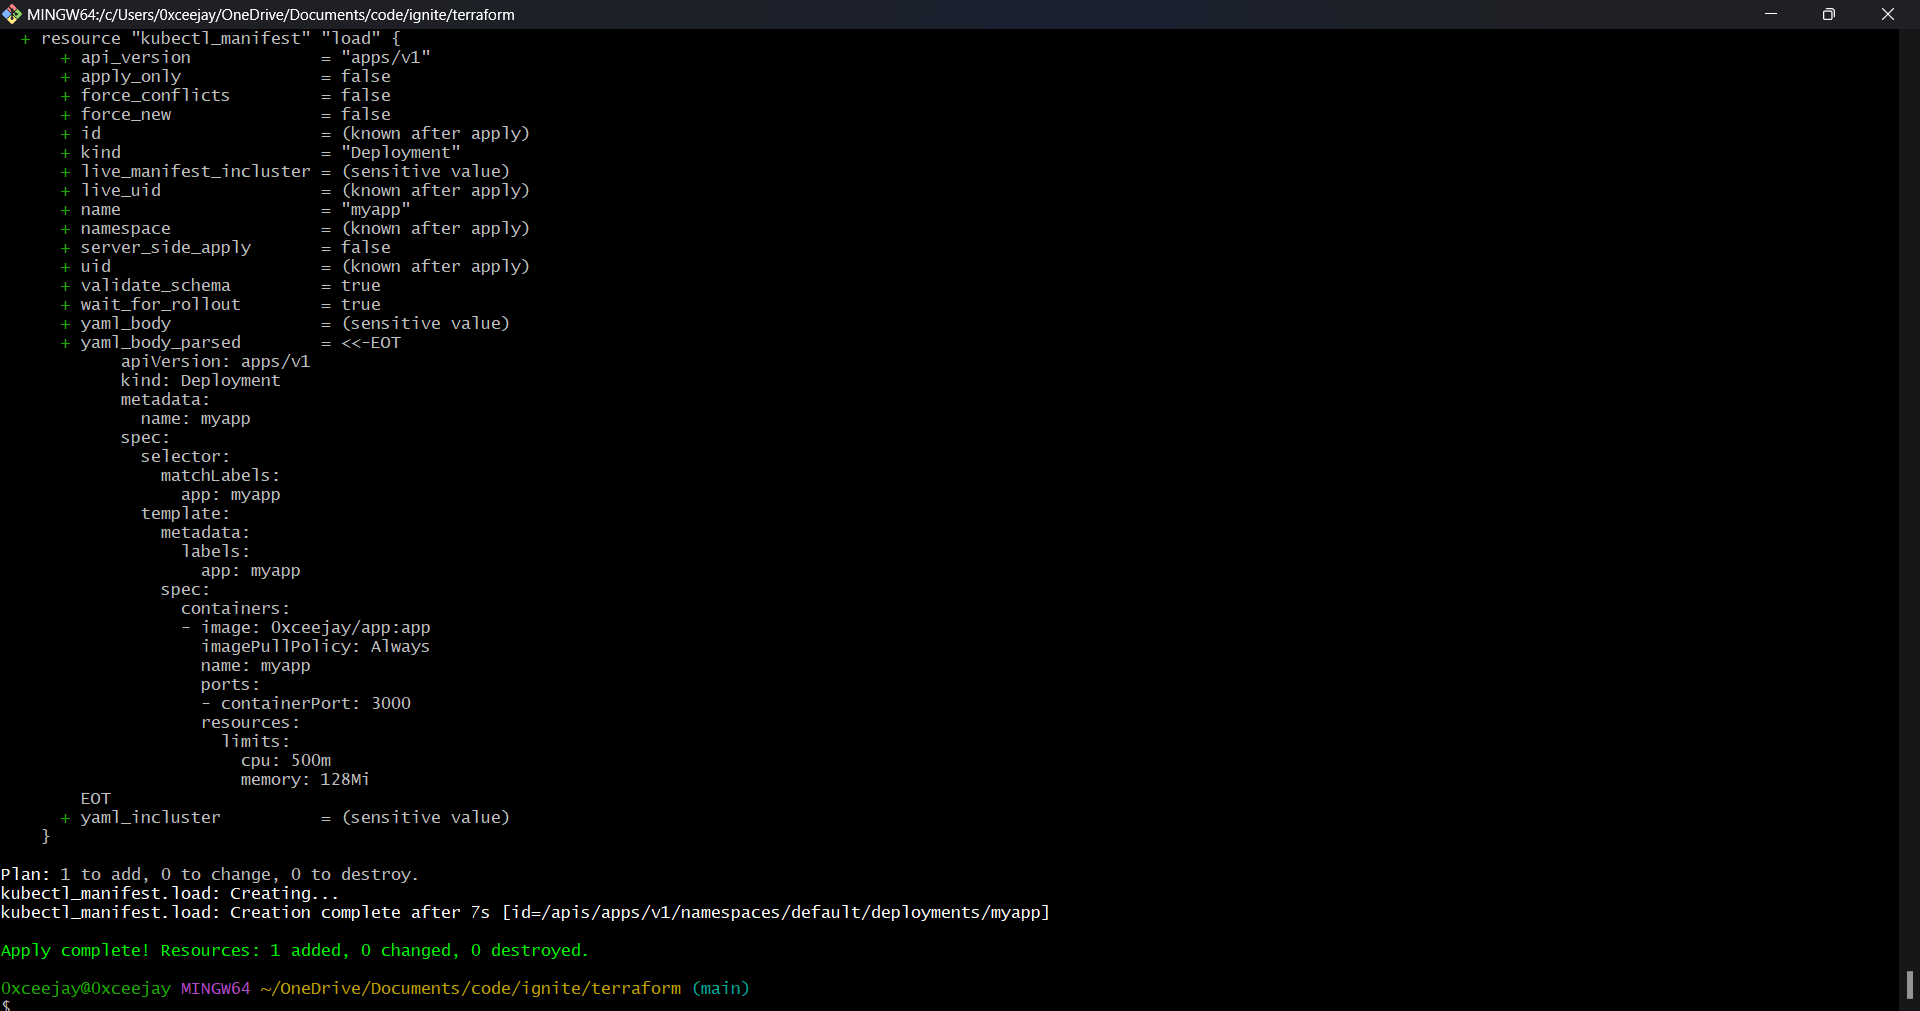 MINGW64:/c/Users/0xceejay/OneDrive/Documents/code/ignite/terraform
+ resource "kubectl_manifest" "load" {
+ api_version = "apps/v1"
+ apply_only = false
+ force_conflicts = false
+ force_new = false
+ id = (known after apply)
+ kind = "Deployment"
+ live_manifest_incluster = (sensitive value)
+ live_uid = (known after apply)
+ name = "myapp"
+ namespace = (known after apply)
+ server_side_apply = false
+ uid = (known after apply)
+ validate_schema = true
+ wait_for_rollout = true
+ yaml_body = (sensitive value)
+ yaml_body_parsed = <<-EOT
apiVersion: apps/v1
kind: Deployment
metadata:
name: myapp
spec:
selector:
matchLabels:
app: myapp
template:
metadata:
labels:
app: myapp
spec:
containers:
- image: 0xceejay/app:app
imagePullPolicy: Always
name: myapp
ports:
- containerPort: 3000
resources:
limits:
cpu: 500m
memory: 128Mi
EOT
+ yaml_incluster = (sensitive value)
}
Plan: 1 to add, 0 to change, 0 to destroy.
kubectl_manifest.load: Creating...
kubectl_manifest.load: Creation complete after 7s [id=/apis/apps/v1/namespaces/default/deployments/myapp]
Apply complete! Resources: 1 added, 0 changed, 0 destroyed.
0xceejay@0xceejay MINGW64 ~/OneDrive/Documents/code/ignite/terraform (main)
$